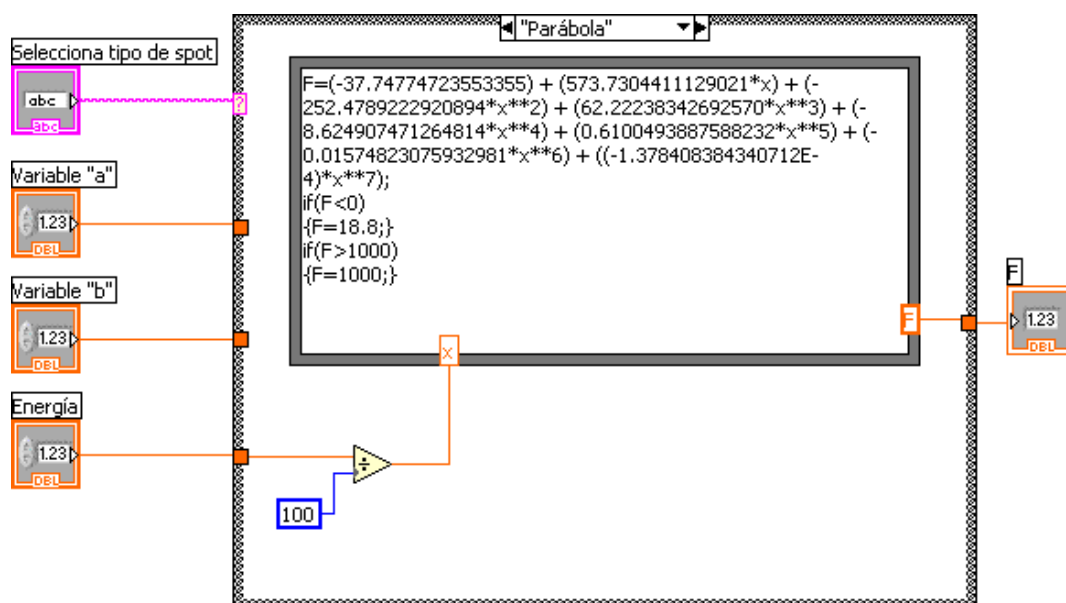 "Parábola"
Selecciona tipo de spot
abc
abc
?
F=(-37.74774723553355) + (573.7304411129021*x) + (-
252.4789222920894*x**2) + (62.22238342692570*x**3) + (-
8.624907471264814*x**4) + (0.6100493887588232*x**5) + (-
0.01574823075932981*x**6) + ((-1.378408384340712E-
4)*x**7);
if(F<0)
{F=18.8;}
if(F>1000)
{F=1000;}
Variable "a"
1.23
DBL
Variable "b"
1.23
DBL
F
F
1.23
DBL
x
Energía
1.23
DBL
÷
100